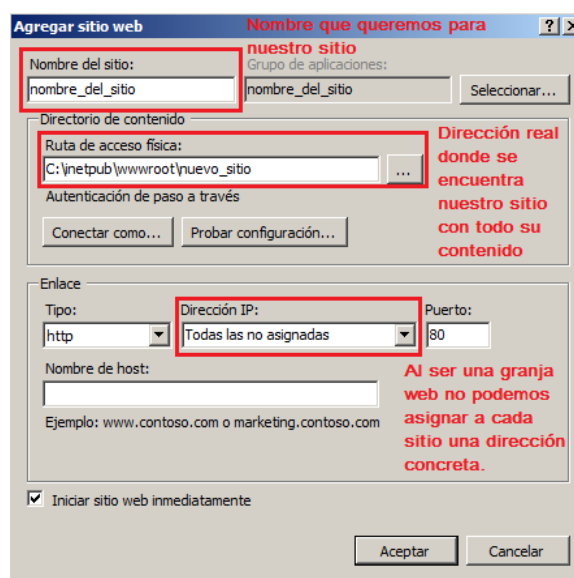 Agregar sitio web
Nombre que queremos para
nuestro sitio
Nombre del sitio:
Grupo de aplicaciones:
nombre_del_sitio
nombre_del_sitio
Seleccionar...
Directorio de contenido
Ruta de acceso física:
C:\inetpub\wwwroot\nuevo_sitio
...
Dirección real
donde se
encuentra
nuestro sitio
con todo su
contenido
Autenticación de paso a través
Conectar como...
Probar configuración...
Enlace
Tipo:
Dirección IP:
Puerto:
http
Todas las no asignadas
80
Nombre de host:
Ejemplo: www.contoso.com o marketing.contoso.com
Al ser una granja
web no podemos
asignar a cada
sitio una dirección
concreta.
Iniciar sitio web inmediatamente
Aceptar
Cancelar